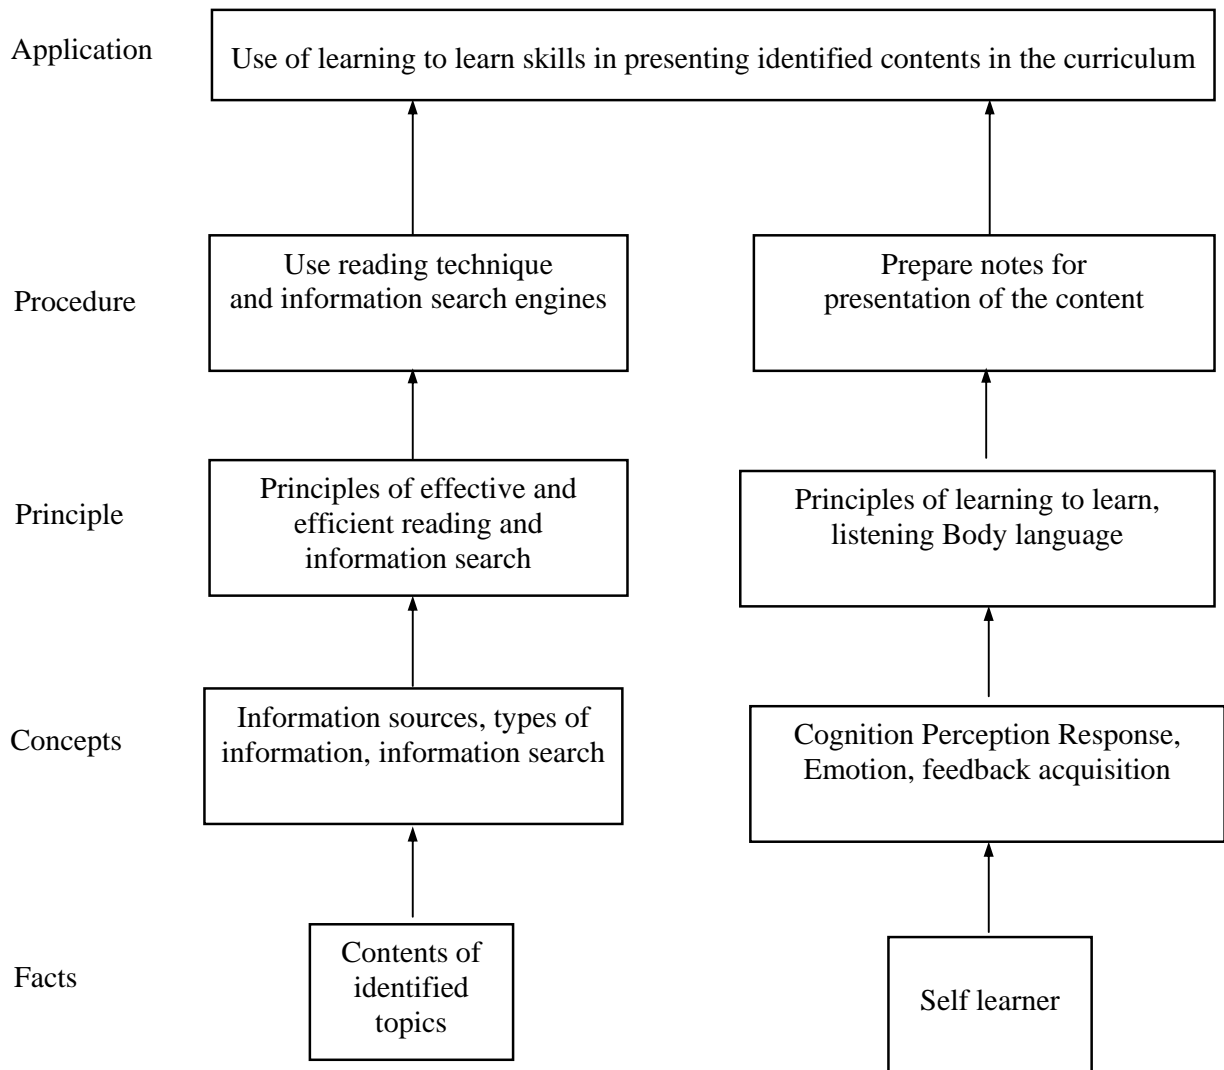 Application
Use of learning to learn skills in presenting identified contents in the curriculum
Procedure
Use reading technique
and information search engines
Prepare notes for
presentation of the content
Principle
Principles of effective and
efficient reading and
information search
Principles of learning to learn,
listening Body language
Concepts
Information sources, types of
information, information search
Cognition Perception Response,
Emotion, feedback acquisition
Facts
Contents of
identified
topics
Self learner